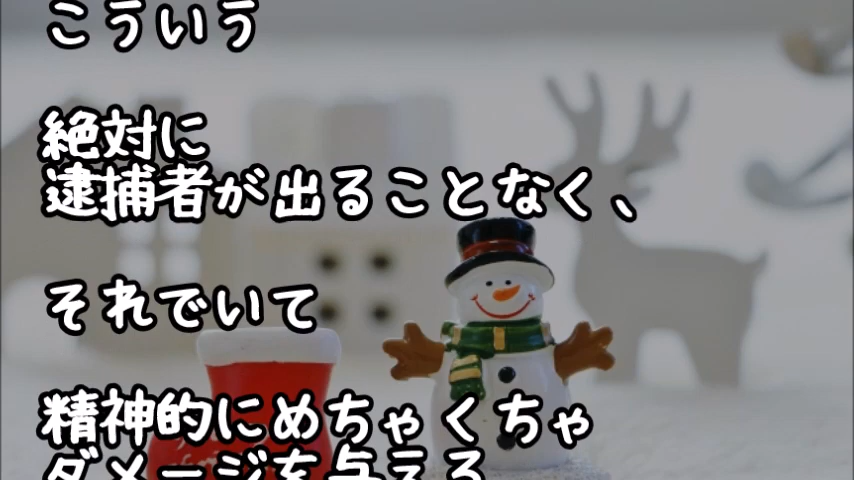 こういう
絶対に
逮捕者が出ることなく、
それでいて
精神的にめちゃくちゃ
ダメージを与える